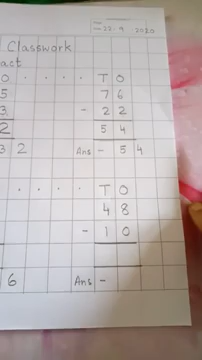 22.9 2020
Classwork
act
0 · · · · T O
5 7 6
3 - 2 2
2 5 4
3 2 Ans - 5 4
· · · · T O
4 8
- 1 0
6 Ans -